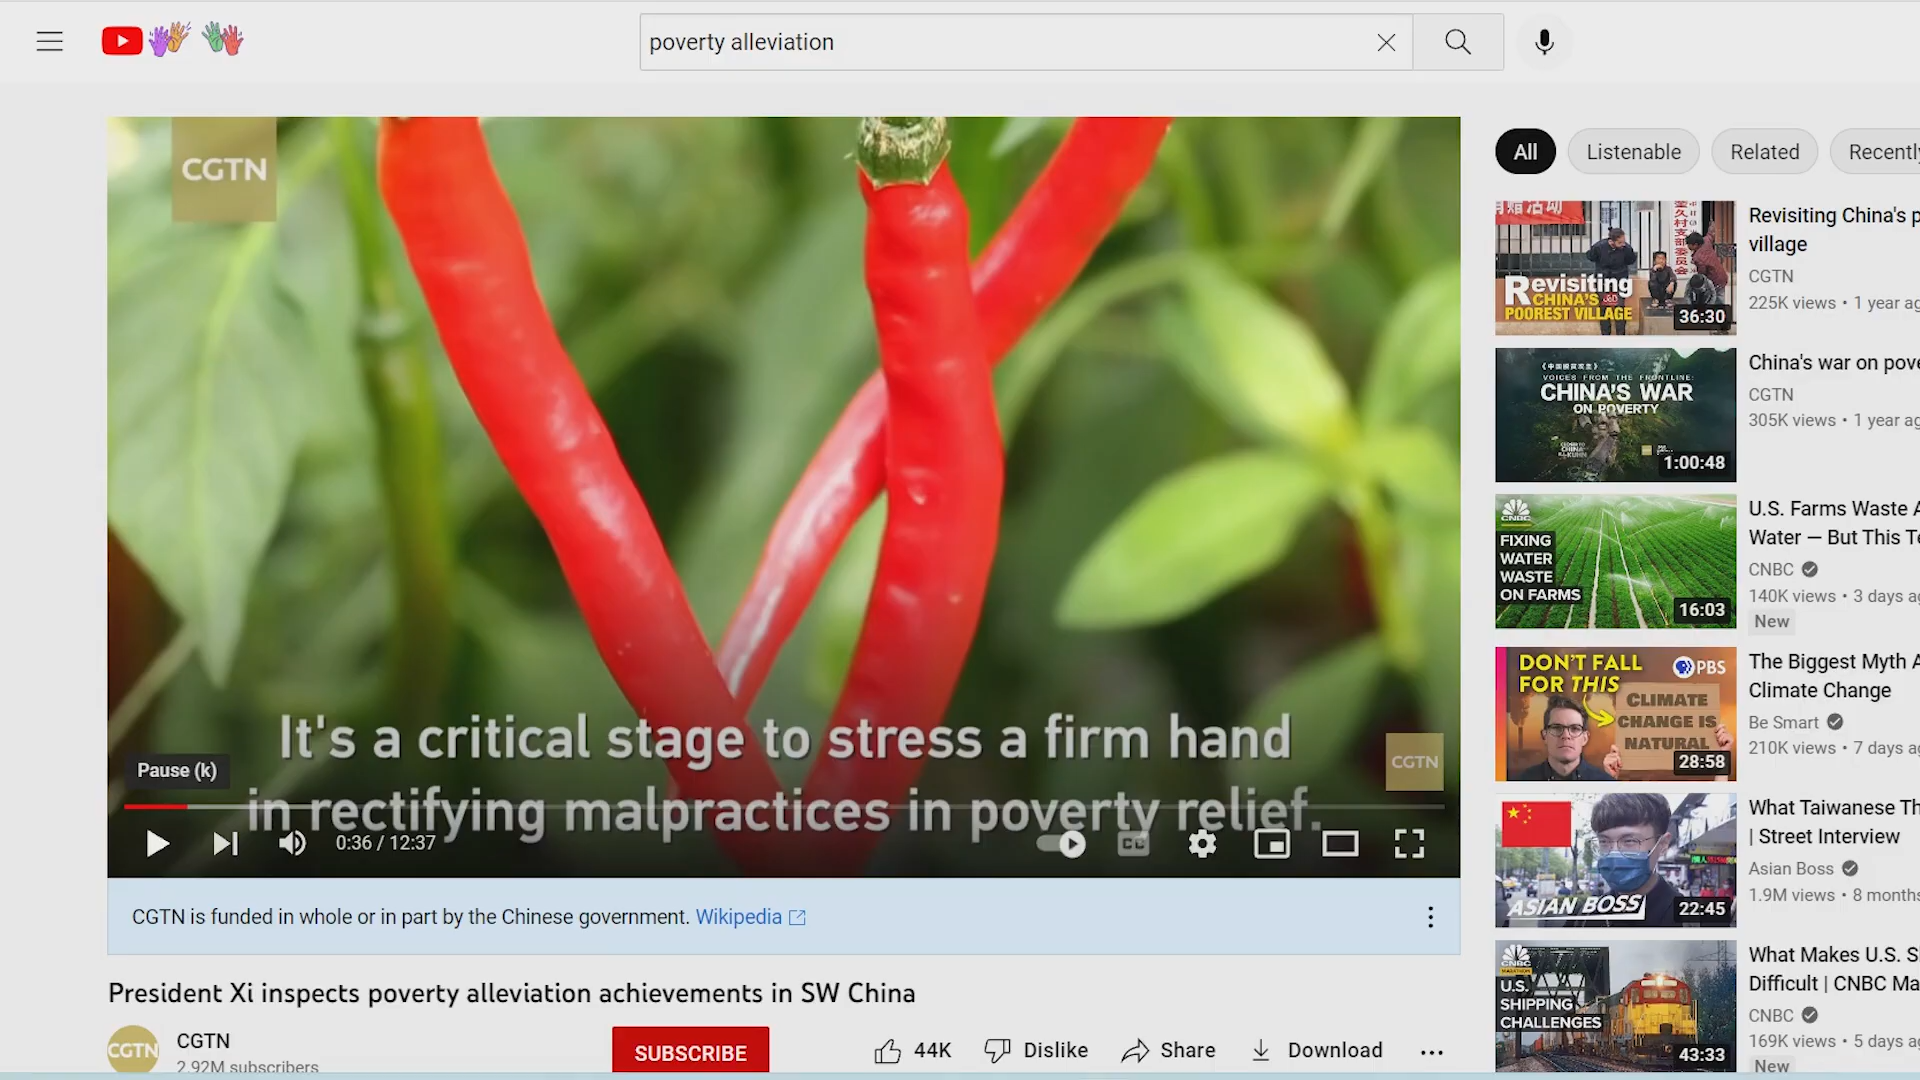 poverty alleviation
CGTN
It's a critical stage to stress a firm hand
in rectifying malpractices in poverty relief.
CGTN
Pause (k)
0:36 / 12:37
CC
CGTN is funded in whole or in part by the Chinese government. Wikipedia
President Xi inspects poverty alleviation achievements in SW China
CGTN
CGTN
2.92M subscribers
SUBSCRIBE
44K
Dislike
Share
Download
All
Listenable
Related
Recently
Revisiting
CHINA'S
POOREST VILLAGE
36:30
Revisiting China's p
village
CGTN
225K views • 1 year ag
VOICES FROM THE FRONTLINE:
CHINA'S WAR
ON POVERTY
1:00:48
China's war on pove
CGTN
305K views • 1 year ag
CNBC
FIXING
WATER
WASTE
ON FARMS
16:03
U.S. Farms Waste A
Water — But This Te
CNBC
140K views • 3 days ag
New
DON'T FALL
FOR THIS
PBS
CLIMATE
CHANGE IS
NATURAL
28:58
The Biggest Myth A
Climate Change
Be Smart
210K views • 7 days ag
ASIAN BOSS
22:45
What Taiwanese Th
| Street Interview
Asian Boss
1.9M views • 8 months
CNBC
MARATHON
U.S.
SHIPPING
CHALLENGES
43:33
What Makes U.S. S
Difficult | CNBC Ma
CNBC
169K views • 5 days ag
New